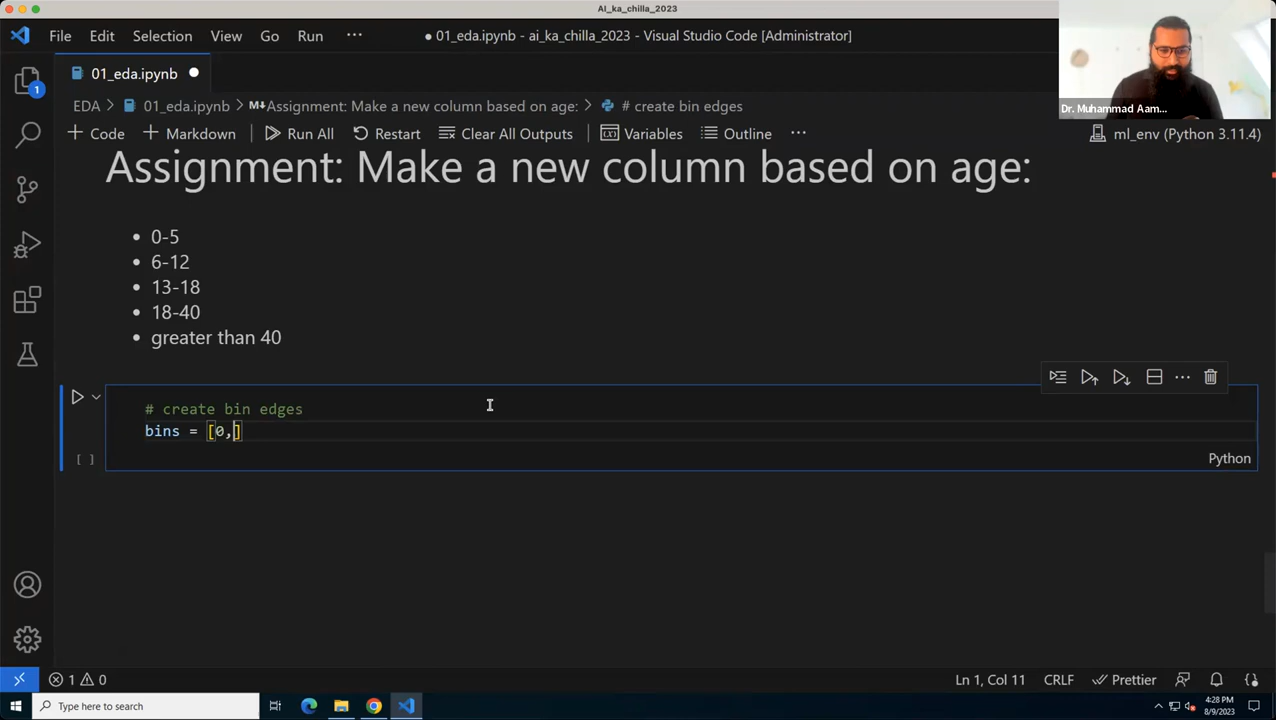 AI_ka_chilla_2023
File Edit Selection View Go Run ··· 01_eda.ipynb - ai_ka_chilla_2023 - Visual Studio Code [Administrator]
01_eda.ipynb
1
EDA > 01_eda.ipynb > M↓Assignment: Make a new column based on age: > # create bin edges
+ Code + Markdown Run All Restart Clear All Outputs Variables Outline ··· ml_env (Python 3.11.4)
Dr. Muhammad Aam...
Assignment: Make a new column based on age:
• 0-5
• 6-12
• 13-18
• 18-40
• greater than 40
# create bin edges
bins = [0,]
[ ] Python
1 0 Ln 1, Col 11 CRLF Prettier
Type here to search 4:28 PM
8/9/2023